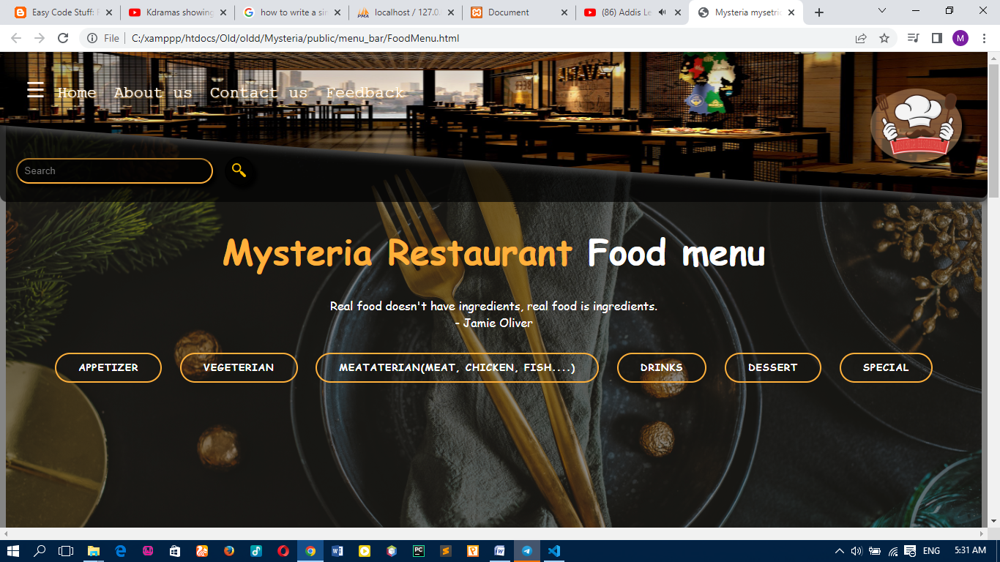 Easy Code Stuff: F
Kdramas showing
how to write a sir
localhost / 127.0.
Document
(86) Addis Le
Mysteria mysetric
File
C:/xamppp/htdocs/Old/oldd/Mysteria/public/menu_bar/FoodMenu.html
M
Home About us Contact us Feedback
Search
Mysteria Restaurant Food menu
Real food doesn't have ingredients, real food is ingredients.
- Jamie Oliver
APPETIZER
VEGETERIAN
MEATATERIAN(MEAT, CHICKEN, FISH....)
DRINKS
DESSERT
SPECIAL
ENG
5:31 AM